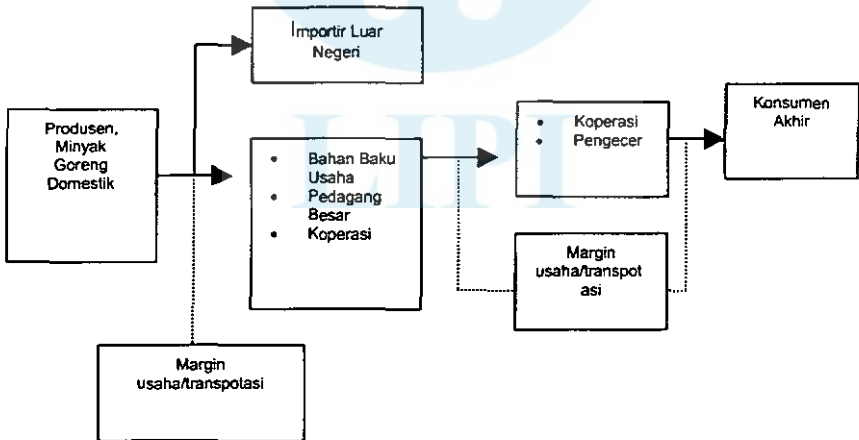 Importir Luar
Negeri
Produsen,
Minyak
Goreng
Domestik
• Bahan Baku
Usaha
• Pedagang
Besar
• Koperasi
• Koperasi
• Pengecer
Konsumen
Akhir
Margin
usaha/transpot
asi
Margin
usaha/transpotasi
LIPI